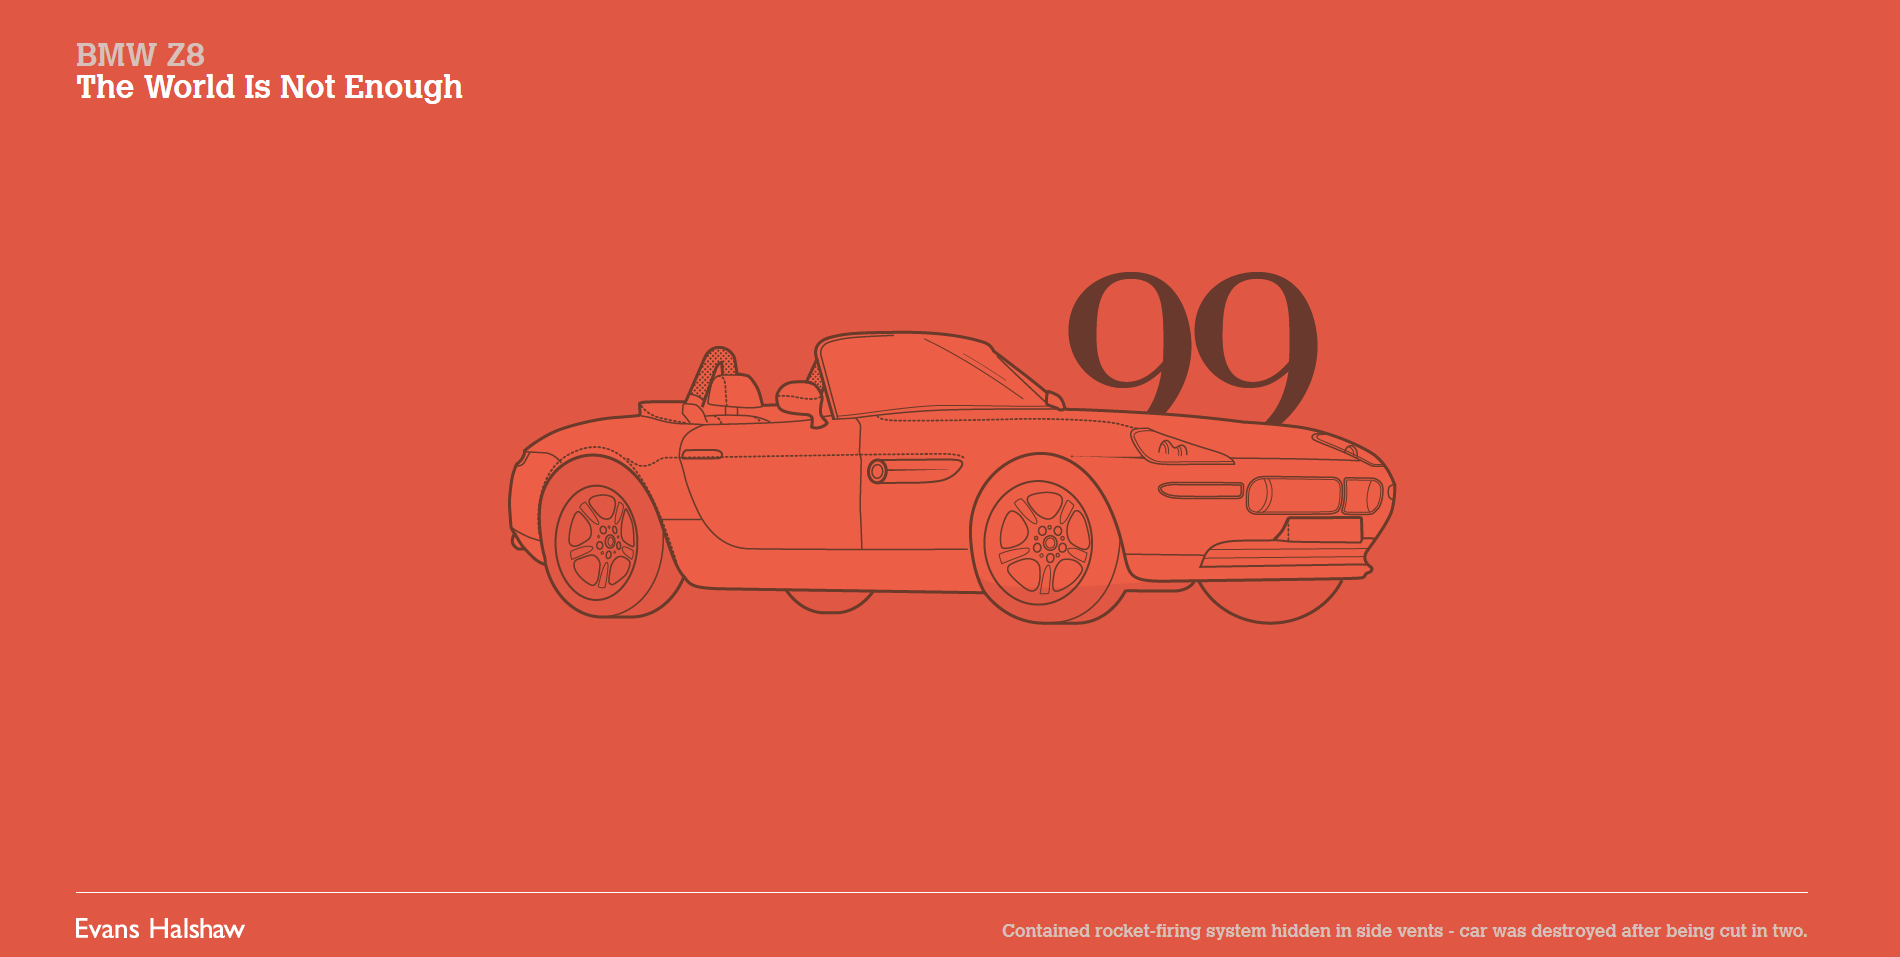 BMW Z8
The World Is Not Enough
99
Evans Halshaw
Contained rocket-firing system hidden in side vents - car was destroyed after being cut in two.